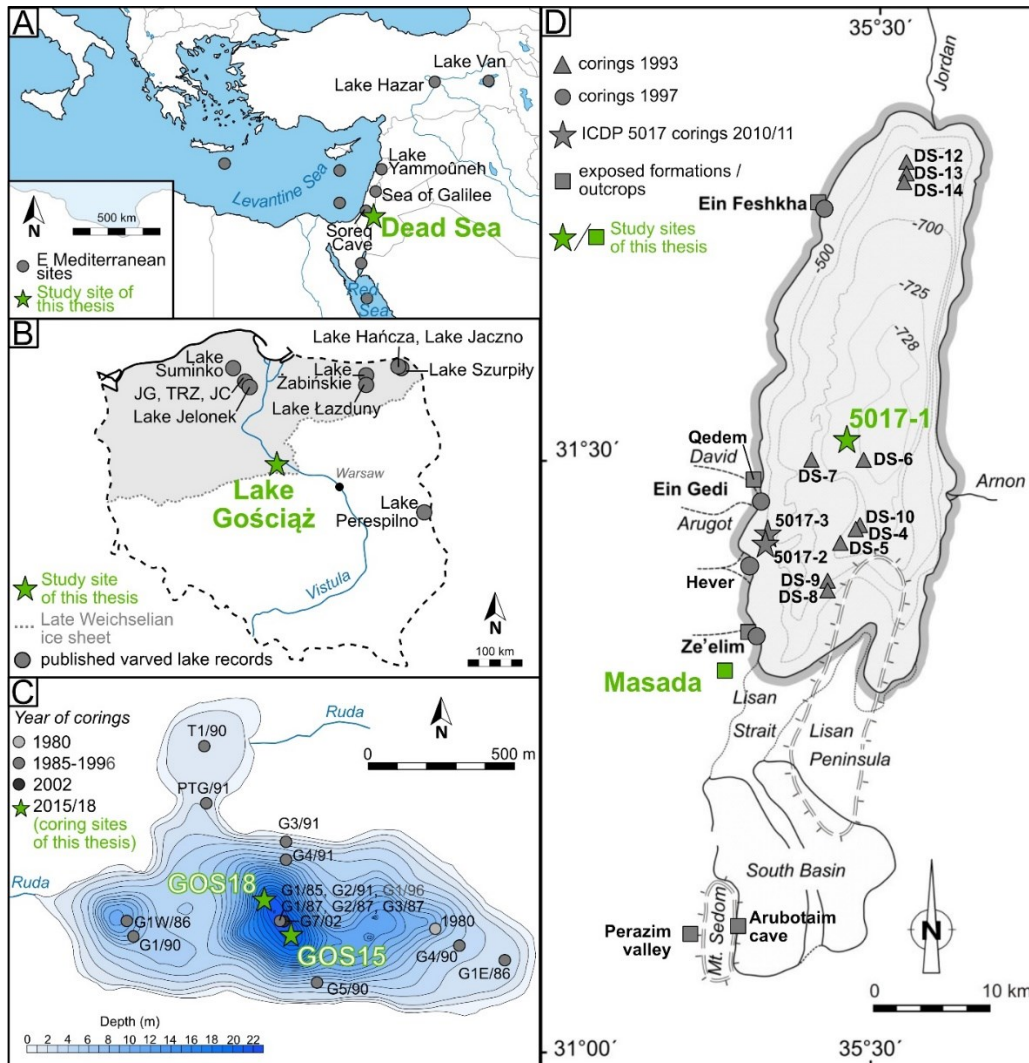 A
Lake Van
Lake Hazar
Lake
Yammoûneh
Levantine Sea
Sea of Galilee
Soreq
Cave
Dead Sea
Red
Sea
500 km
N
E Mediterranean
sites
Study site of
this thesis
B
Lake Hańcza, Lake Jaczno
Lake
Suminko
Lake
Żabińskie
Lake Szurpiły
JG, TRZ, JC
Lake Jelonek
Lake Łazduny
Warsaw
Lake
Gościąż
Lake
Perespilno
Vistula
Study site
of this thesis
Late Weichselian
ice sheet
published varved lake records
N
100 km
C
Year of corings
1980
1985-1996
2002
2015/18
(coring sites
of this thesis)
Ruda
N
0 500 m
T1/90
PTG/91
G3/91
G4/91
Ruda
GOS18
G1/85, G2/91, G1/96
G1/87, G2/87, G3/87
G7/02
GOS15
G1W/86
G1/90
1980
G4/90
G1E/86
G5/90
Depth (m)
0 2 4 6 8 10 12 14 16 18 20 22
D
35°30´
Jordan
corings 1993
corings 1997
ICDP 5017 corings 2010/11
exposed formations /
outcrops
Study sites
of this thesis
DS-12
DS-13
DS-14
Ein Feshkha
-500
-700
-725
-728
5017-1
31°30´
Qedem
David
DS-7
DS-6
Ein Gedi
Arnon
Arugot
5017-3
DS-10
DS-4
5017-2
DS-5
Hever
DS-9
DS-8
Ze'elim
Masada
Lisan
Strait
Lisan
Peninsula
South Basin
Perazim
valley
Mt. Sedom
Arubotaim
cave
N
0 10 km
31°00´
35°30´